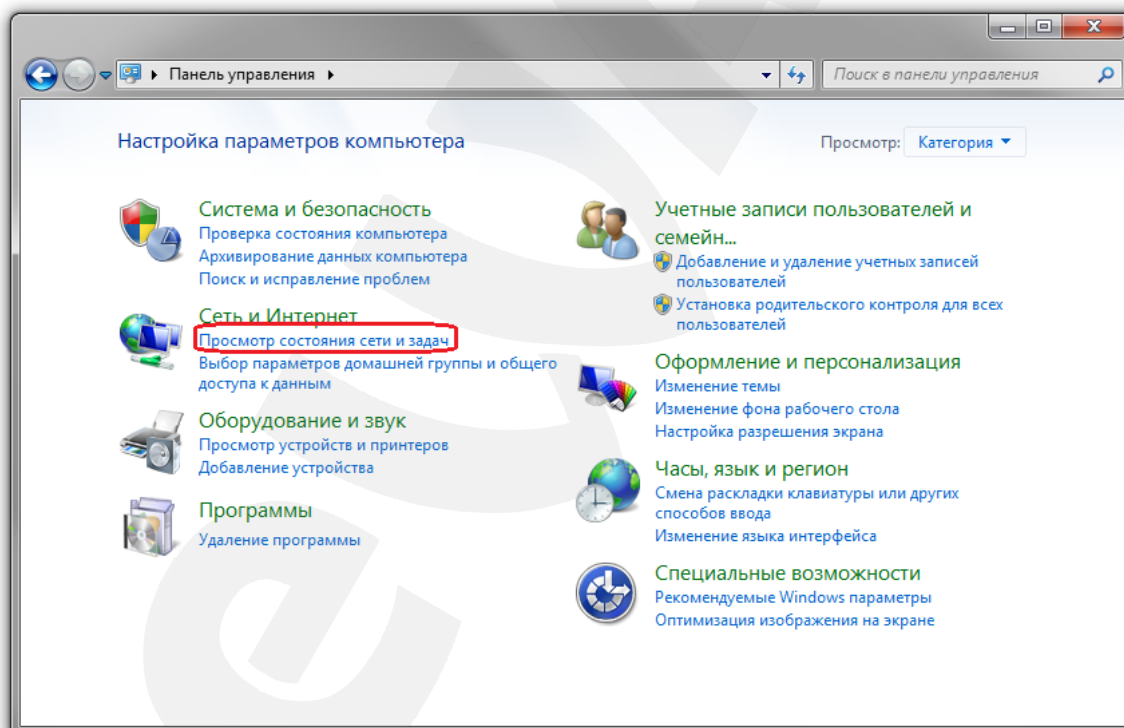 Панель управления
Поиск в панели управления
Настройка параметров компьютера
Просмотр: Категория
Система и безопасность
Проверка состояния компьютера
Архивирование данных компьютера
Поиск и исправление проблем
Сеть и Интернет
Просмотр состояния сети и задач
Выбор параметров домашней группы и общего
доступа к данным
Оборудование и звук
Просмотр устройств и принтеров
Добавление устройства
Программы
Удаление программы
Учетные записи пользователей и
семейн...
Добавление и удаление учетных записей
пользователей
Установка родительского контроля для всех
пользователей
Оформление и персонализация
Изменение темы
Изменение фона рабочего стола
Настройка разрешения экрана
Часы, язык и регион
Смена раскладки клавиатуры или других
способов ввода
Изменение языка интерфейса
Специальные возможности
Рекомендуемые Windows параметры
Оптимизация изображения на экране